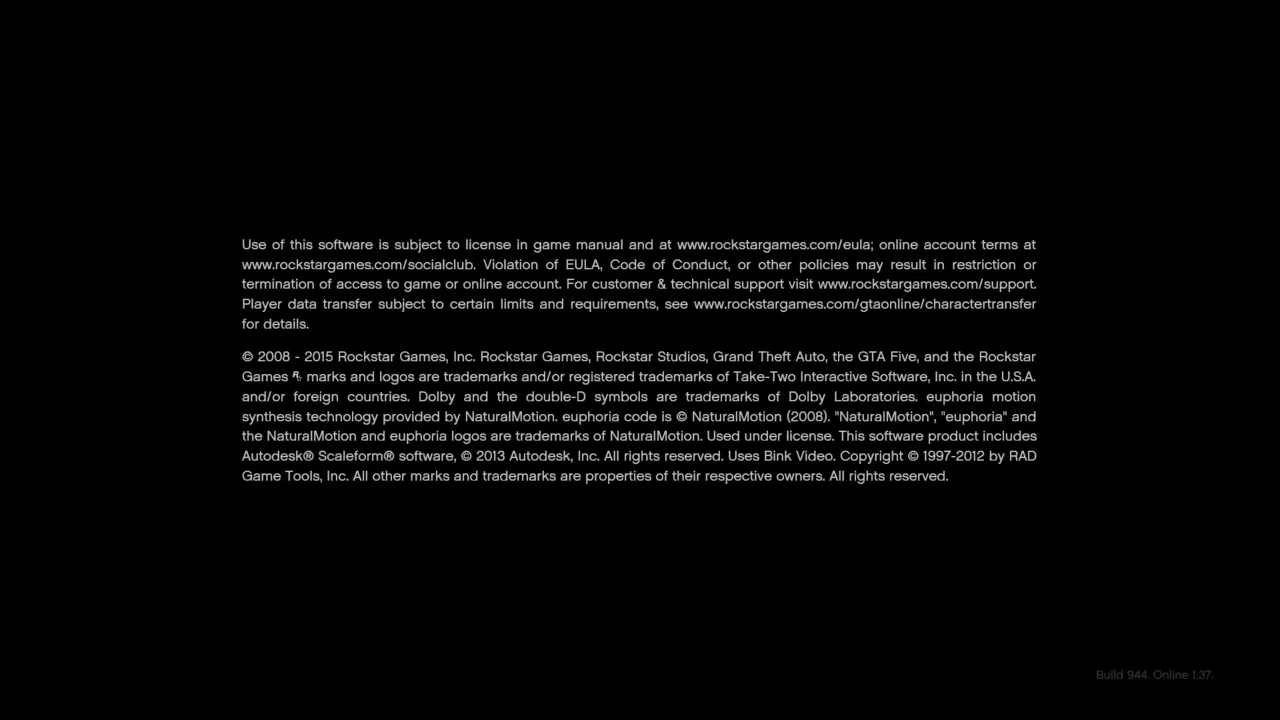 Use of this software is subject to license in game manual and at www.rockstargames.com/eula; online account terms at
www.rockstargames.com/socialclub. Violation of EULA, Code of Conduct, or other policies may result in restriction or
termination of access to game or online account. For customer & technical support visit www.rockstargames.com/support.
Player data transfer subject to certain limits and requirements, see www.rockstargames.com/gtaonline/charactertransfer
for details.
© 2008 - 2015 Rockstar Games, Inc. Rockstar Games, Rockstar Studios, Grand Theft Auto, the GTA Five, and the Rockstar
Games R* marks and logos are trademarks and/or registered trademarks of Take-Two Interactive Software, Inc. in the U.S.A.
and/or foreign countries. Dolby and the double-D symbols are trademarks of Dolby Laboratories. euphoria motion
synthesis technology provided by NaturalMotion. euphoria code is © NaturalMotion (2008). "NaturalMotion", "euphoria" and
the NaturalMotion and euphoria logos are trademarks of NaturalMotion. Used under license. This software product includes
Autodesk® Scaleform® software, © 2013 Autodesk, Inc. All rights reserved. Uses Bink Video. Copyright © 1997-2012 by RAD
Game Tools, Inc. All other marks and trademarks are properties of their respective owners. All rights reserved.
Build 944. Online 1.37.